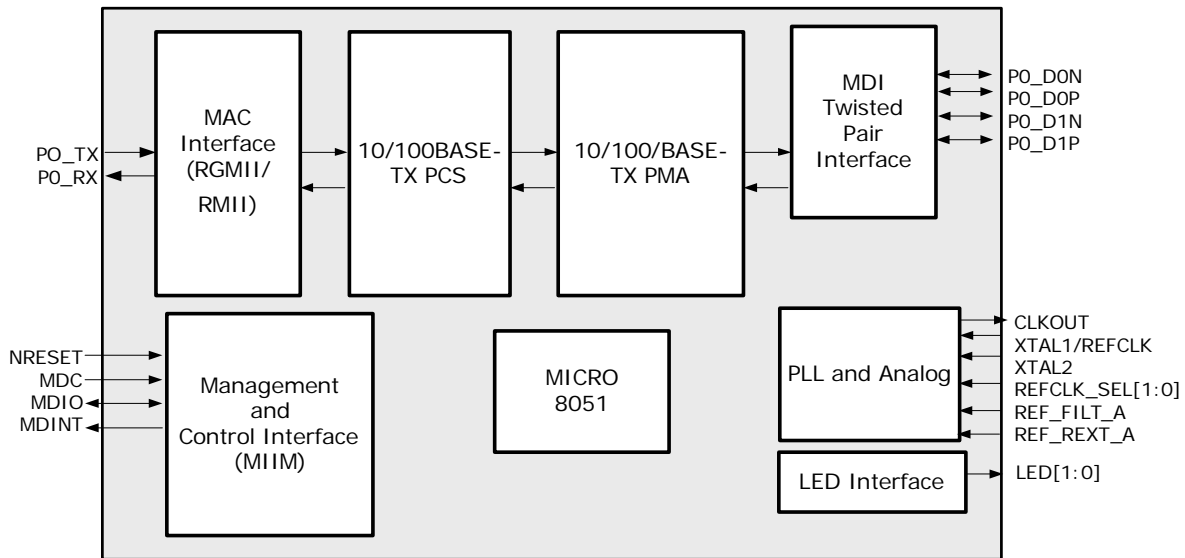 MAC
Interface
(RGMII/
RMII)
10/100BASE-
TX PCS
10/100/BASE-
TX PMA
MDI
Twisted
Pair
Interface
PO_TX
P0_RX
P0_D0N
P0_D0P
P0_D1N
P0_D1P
NRESET
MDC
MDIO
MDINT
Management
and
Control Interface
(MIIM)
MICRO
8051
PLL and Analog
CLKOUT
XTAL1/REFCLK
XTAL2
REFCLK_SEL[1:0]
REF_FILT_A
REF_REXT_A
LED Interface
LED[1:0]